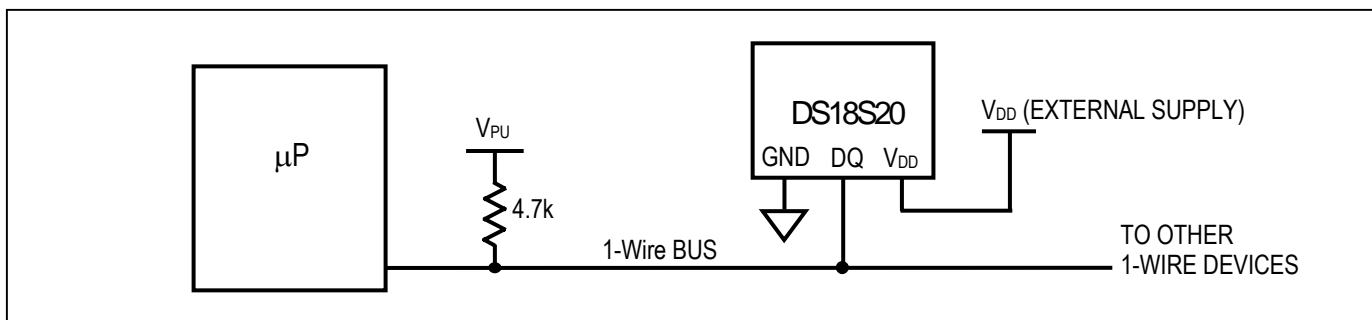 μP
VPU
4.7k
1-Wire BUS
DS18S20
GND DQ VDD
VDD (EXTERNAL SUPPLY)
TO OTHER
1-WIRE DEVICES